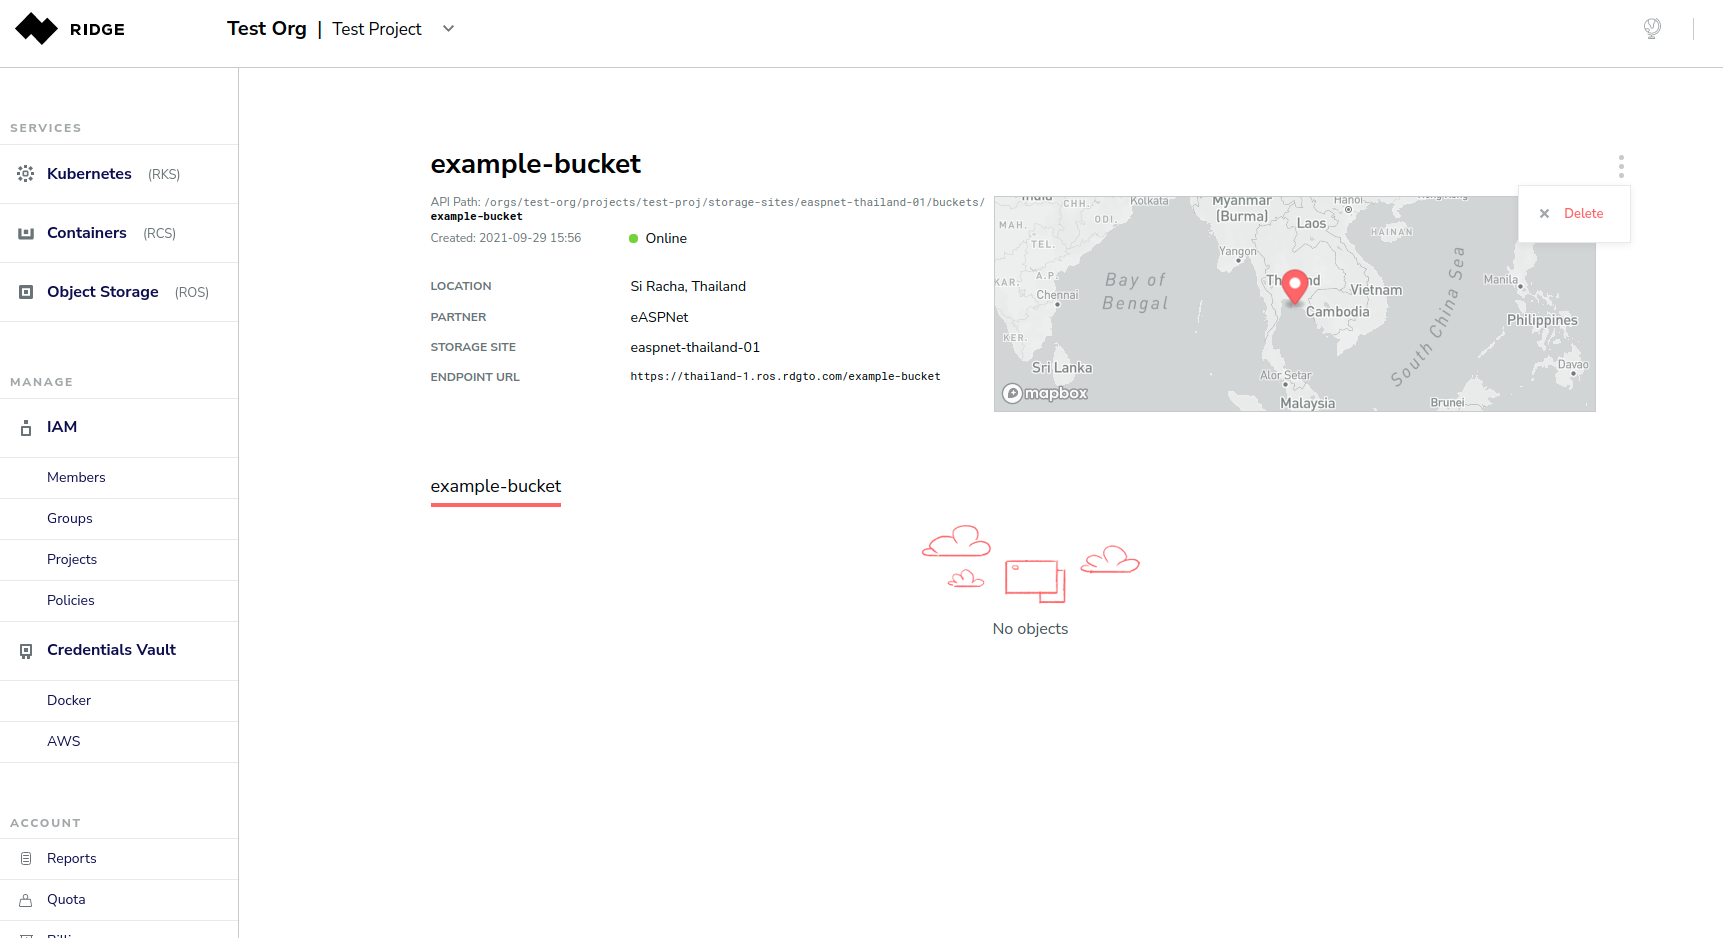 RIDGE
Test Org | Test Project
SERVICES
Kubernetes (RKS)
Containers (RCS)
Object Storage (ROS)
MANAGE
IAM
Members
Groups
Projects
Policies
Credentials Vault
Docker
AWS
ACCOUNT
Reports
Quota
example-bucket
API Path: /orgs/test-org/projects/test-proj/storage-sites/easpnet-thailand-01/buckets/
example-bucket
Created: 2021-09-29 15:56
Online
LOCATION Si Racha, Thailand
PARTNER eASPNet
STORAGE SITE easpnet-thailand-01
ENDPOINT URL https://thailand-1.ros.rdgto.com/example-bucket
Delete
India
CHH.
Kolkata
Myanmar
(Burma)
Hanoi
MAH.
ODI.
Laos
HAINAN
TEL.
Yangon
KAR.
A.P.
Bay of
Bengal
Chennai
Vietnam
Manila
Cambodia
South China Sea
Philippines
KER.
Sri Lanka
Alor Setar
Davao
mapbox
Malaysia
Brunei
example-bucket
No objects